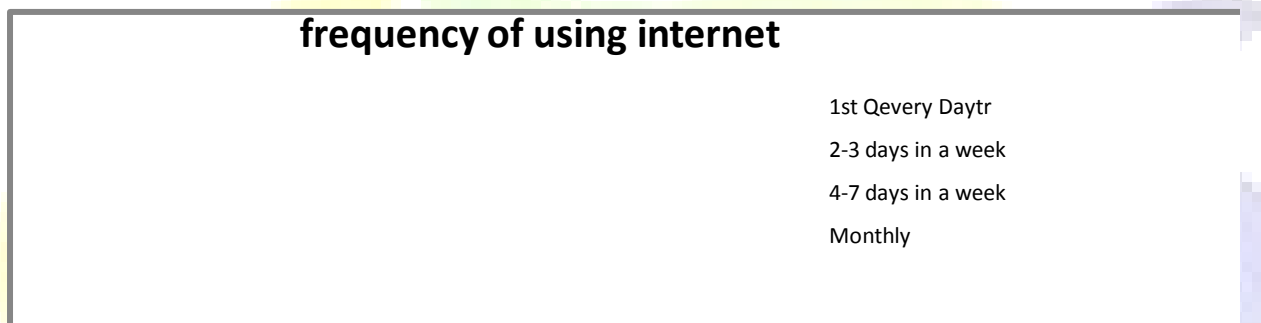 frequency of using internet
1st Qevery Daytr
2-3 days in a week
4-7 days in a week
Monthly